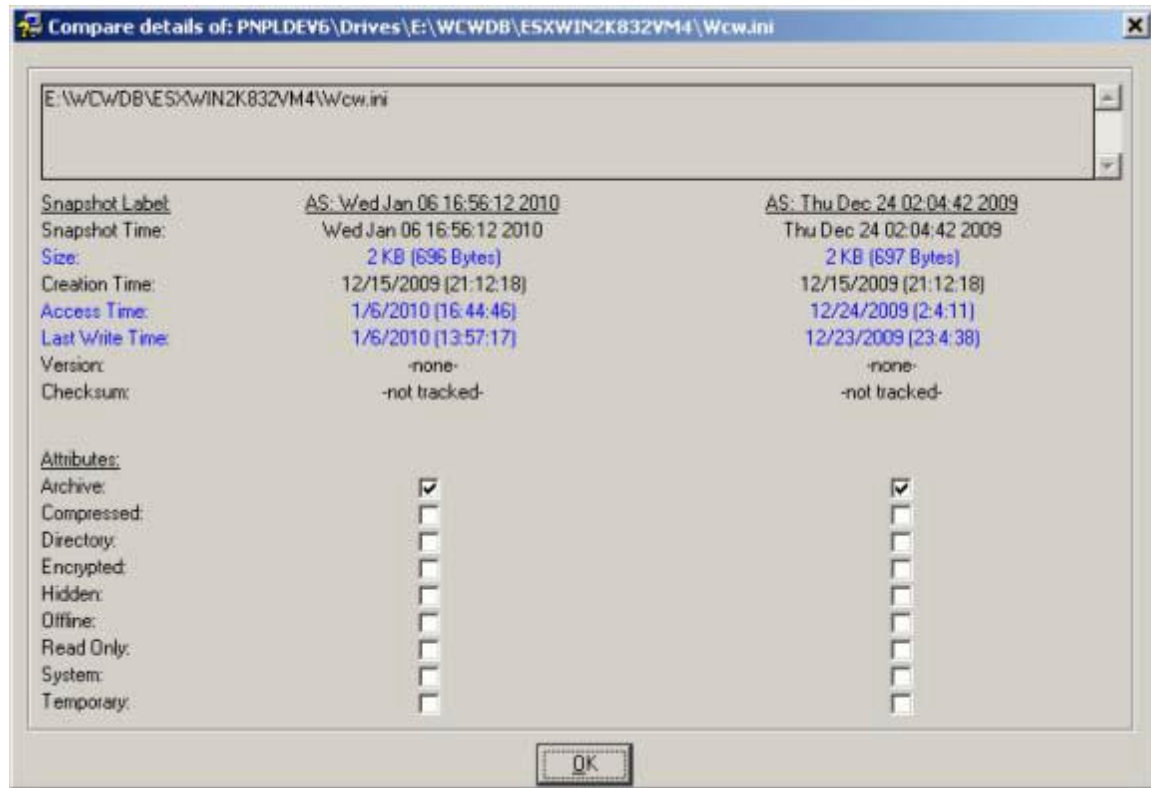 Compare details of: PNPLDEV6\Drives\E:\WCWDB\ESXWIN2K832VM4\Wcw.ini
E:\WCWDB\ESXWIN2K832VM4\Wcw.ini
Snapshot Label: AS: Wed Jan 06 16:56:12 2010 AS: Thu Dec 24 02:04:42 2009
Snapshot Time: Wed Jan 06 16:56:12 2010 Thu Dec 24 02:04:42 2009
Size: 2 KB (696 Bytes) 2 KB (697 Bytes)
Creation Time: 12/15/2009 (21:12:18) 12/15/2009 (21:12:18)
Access Time: 1/6/2010 (16:44:46) 12/24/2009 (2:4:11)
Last Write Time: 1/6/2010 (13:57:17) 12/23/2009 (23:4:38)
Version: -none- -none-
Checksum: -not tracked- -not tracked-
Attributes:
Archive:
Compressed:
Directory:
Encrypted:
Hidden:
Offline:
Read Only:
System:
Temporary:
OK